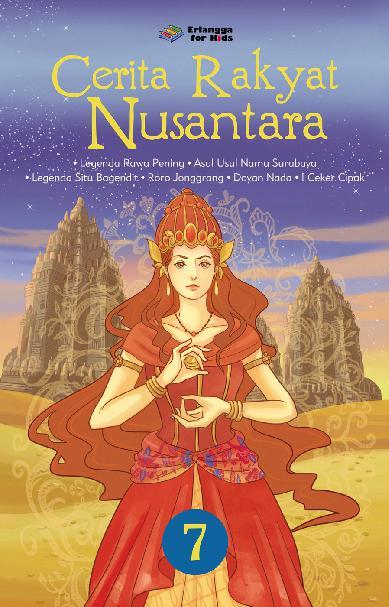 Erlangga
for Kids
Cerita Rakyat
Nusantara
• Legenda Rawa Pening • Asal Usul Nama Surabaya
• Legenda Situ Bagendit • Roro Jonggrang • Doyan Nada • I Ceker Cipak
7